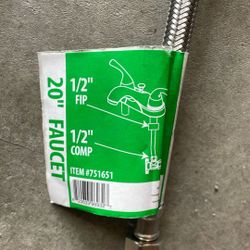 20" FAUCET
1/2"
FIP
1/2"
COMP
ITEM #751651